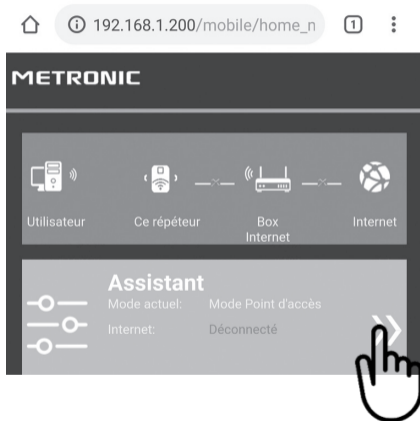 192.168.1.200/mobile/home_n
1
METRONIC
Utilisateur
Ce répéteur
Box
Internet
Internet
Assistant
Mode actuel: Mode Point d'accès
Internet: Déconnecté